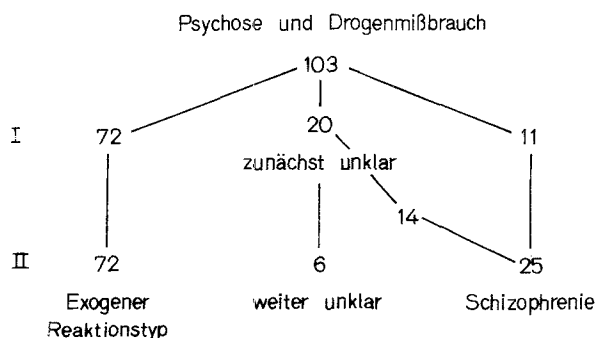 Psychose und Drogenmißbrauch
103
I 72 20 11
zunächst unklar
14
II 72 6 25
Exogener weiter unklar Schizophrenie
Reaktionstyp